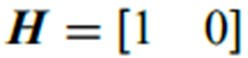 H = [1 0]